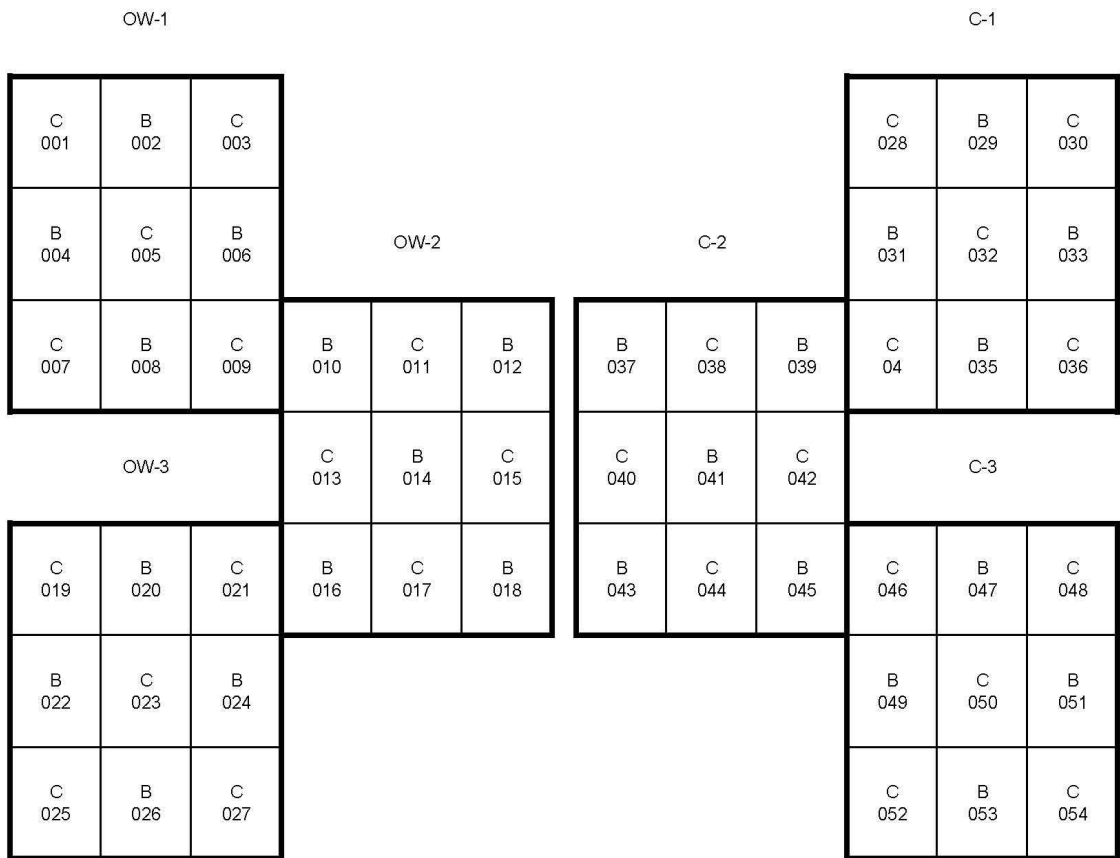 OW-1
C
001
B
002
C
003
B
004
C
005
B
006
C
007
B
008
C
009
OW-2
B
010
C
011
B
012
C
013
B
014
C
015
B
016
C
017
B
018
OW-3
C
019
B
020
C
021
B
022
C
023
B
024
C
025
B
026
C
027
C-1
C
028
B
029
C
030
B
031
C
032
B
033
C
04
B
035
C
036
C-2
B
037
C
038
B
039
C
040
B
041
C
042
B
043
C
044
B
045
C-3
C
046
B
047
C
048
B
049
C
050
B
051
C
052
B
053
C
054